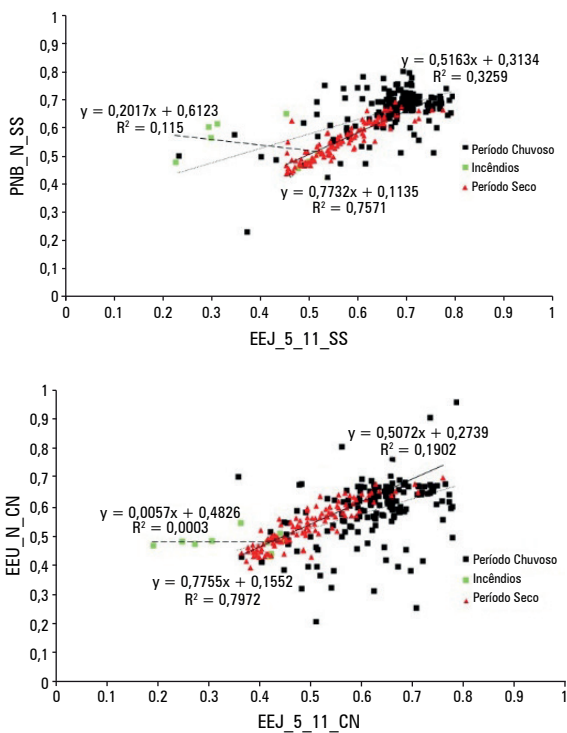 1
0,9
0,8
0,7
0,6
0,5
0,4
0,3
0,2
0,1
0
PNB_N_SS
y = 0,5163x + 0,3134
R² = 0,3259
y = 0,2017x + 0,6123
R² = 0,115
y = 0,7732x + 0,1135
R² = 0,7571
Período Chuvoso
Incêndios
Período Seco
0 0.1 0.2 0.3 0.4 0.5 0.6 0.7 0.8 0.9 1
EEJ_5_11_SS
1
0,9
0,8
0,7
0,6
0,5
0,4
0,3
0,2
0,1
0
EEU_N_CN
y = 0,5072x + 0,2739
R² = 0,1902
y = 0,0057x + 0,4826
R² = 0,0003
y = 0,7755x + 0,1552
R² = 0,7972
Período Chuvoso
Incêndios
Período Seco
0 0.1 0.2 0.3 0.4 0.5 0.6 0.7 0.8 0.9 1
EEJ_5_11_CN